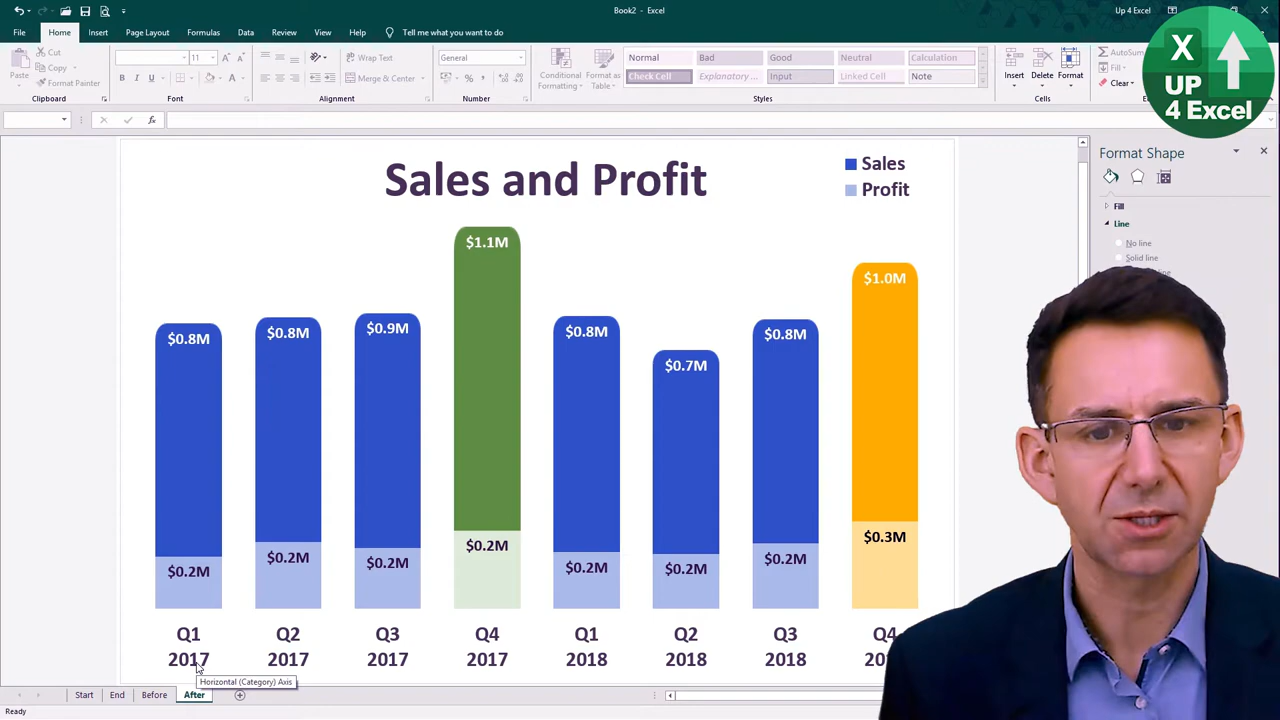 Book2 - Excel
Up 4 Excel
File Home Insert Page Layout Formulas Data Review View Help Tell me what you want to do
Paste
Cut
Copy
Format Painter
Clipboard
11
B I U
Font
Merge & Center
Alignment
General
Number
Conditional Formatting
Format as Table
Normal Bad Good Neutral Calculation
Check Cell Explanatory ... Input Linked Cell Note
Styles
Insert
Delete
Format
Cells
AutoSum
Fill
Clear
X
UP
4 Excel
fx
Sales and Profit
Sales
Profit
$0.8M $0.8M $0.9M $1.1M $0.8M $0.7M $0.8M $1.0M
$0.2M $0.2M $0.2M $0.2M $0.2M $0.2M $0.2M $0.3M
Q1 Q2 Q3 Q4 Q1 Q2 Q3 Q4
2017 2017 2017 2017 2018 2018 2018
Horizontal (Category) Axis
Format Shape
Fill
Line
No line
Solid line
Start End Before After
Ready